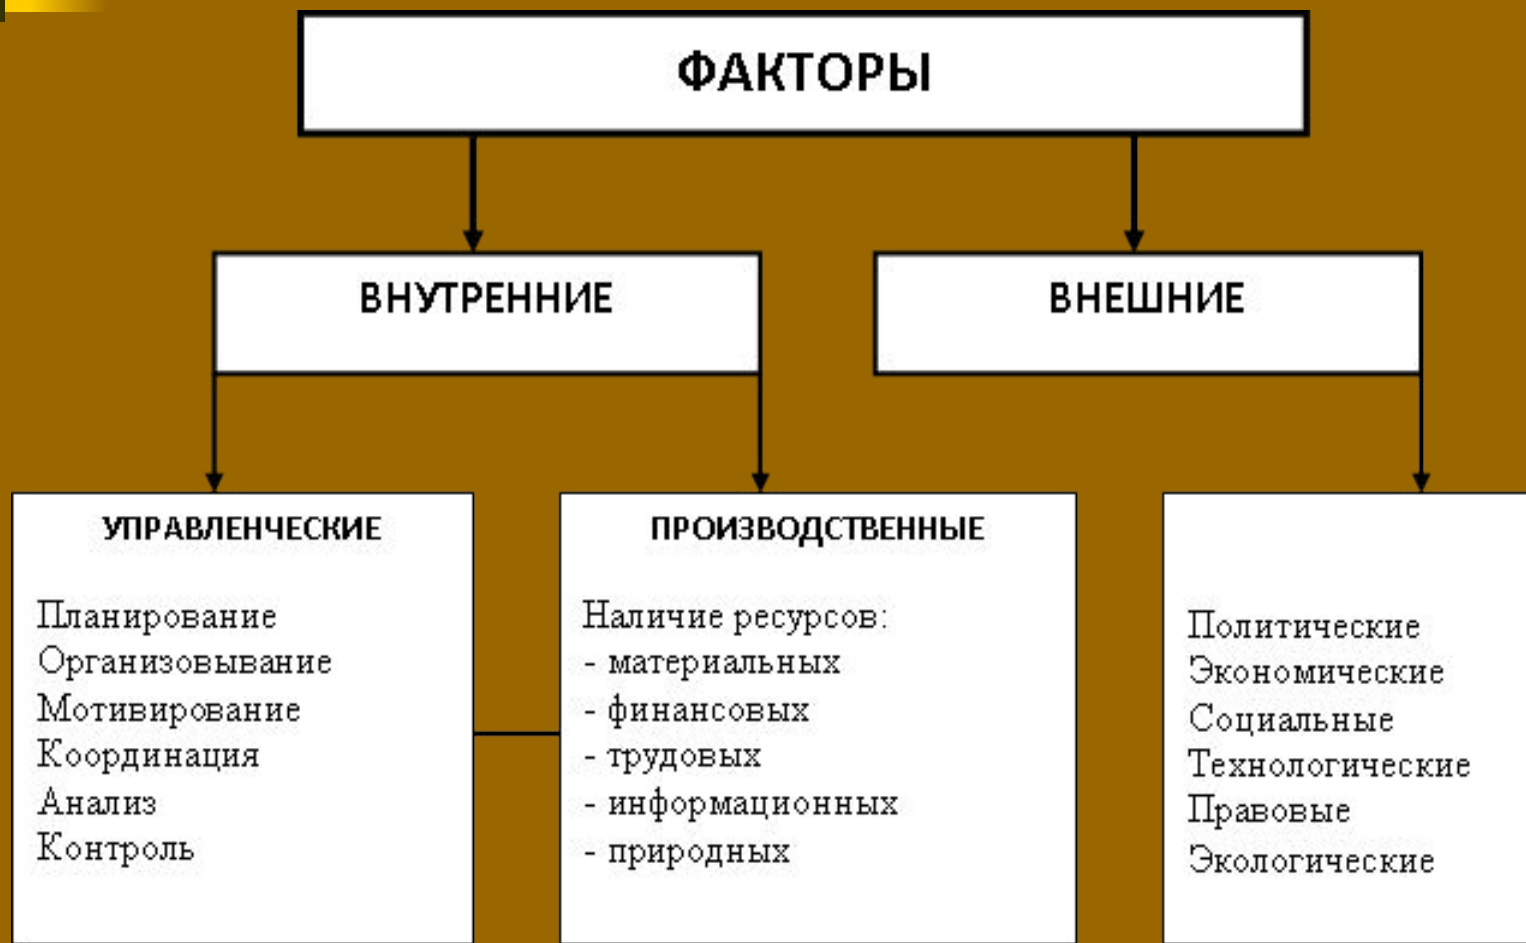 ФАКТОРЫ
ВНУТРЕННИЕ
ВНЕШНИЕ
УПРАВЛЕНЧЕСКИЕ
Планирование
Организовывание
Мотивирование
Координация
Анализ
Контроль
ПРОИЗВОДСТВЕННЫЕ
Наличие ресурсов:
- материальных
- финансовых
- трудовых
- информационных
- природных
Политические
Экономические
Социальные
Технологические
Правовые
Экологические